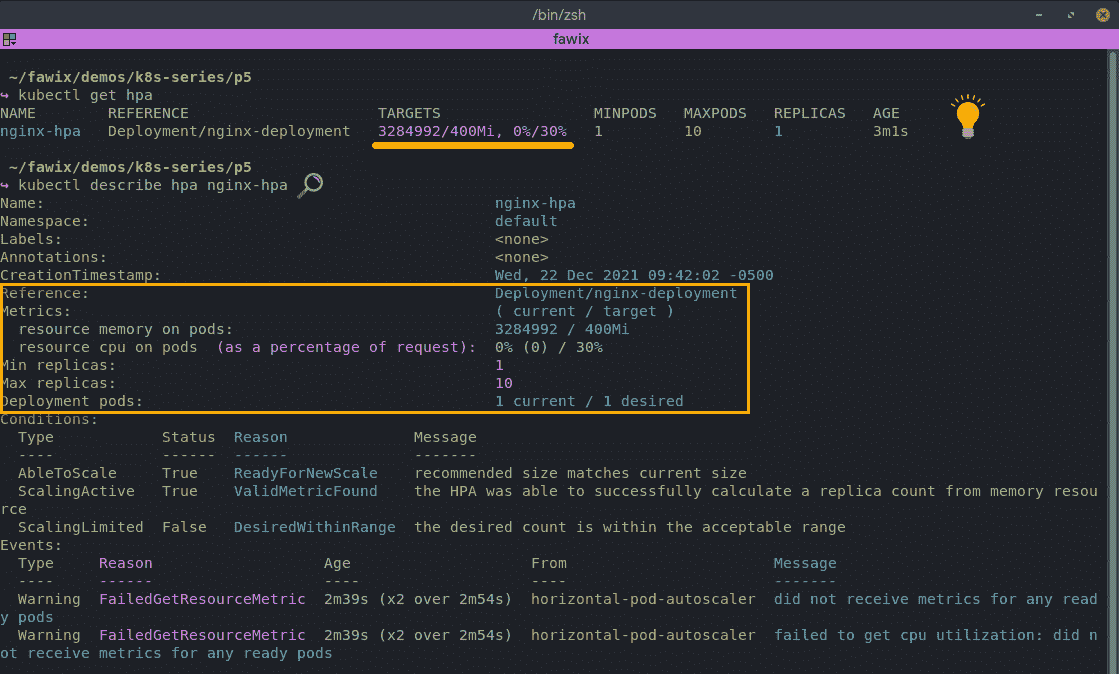 /bin/zsh
fawix
~/fawix/demos/k8s-series/p5
↪ kubectl get hpa
NAME REFERENCE TARGETS MINPODS MAXPODS REPLICAS AGE
nginx-hpa Deployment/nginx-deployment 3284992/400Mi, 0%/30% 1 10 1 3m1s
~/fawix/demos/k8s-series/p5
↪ kubectl describe hpa nginx-hpa
Name: nginx-hpa
Namespace: default
Labels: <none>
Annotations: <none>
CreationTimestamp: Wed, 22 Dec 2021 09:42:02 -0500
Reference: Deployment/nginx-deployment
Metrics: ( current / target )
resource memory on pods: 3284992 / 400Mi
resource cpu on pods (as a percentage of request): 0% (0) / 30%
Min replicas: 1
Max replicas: 10
Deployment pods: 1 current / 1 desired
Conditions:
Type Status Reason Message
---- ------ ------ -------
AbleToScale True ReadyForNewScale recommended size matches current size
ScalingActive True ValidMetricFound the HPA was able to successfully calculate a replica count from memory resou
rce
ScalingLimited False DesiredWithinRange the desired count is within the acceptable range
Events:
Type Reason Age From Message
---- ------ ---- ---- -------
Warning FailedGetResourceMetric 2m39s (x2 over 2m54s) horizontal-pod-autoscaler did not receive metrics for any read
y pods
Warning FailedGetResourceMetric 2m39s (x2 over 2m54s) horizontal-pod-autoscaler failed to get cpu utilization: did n
ot receive metrics for any ready pods